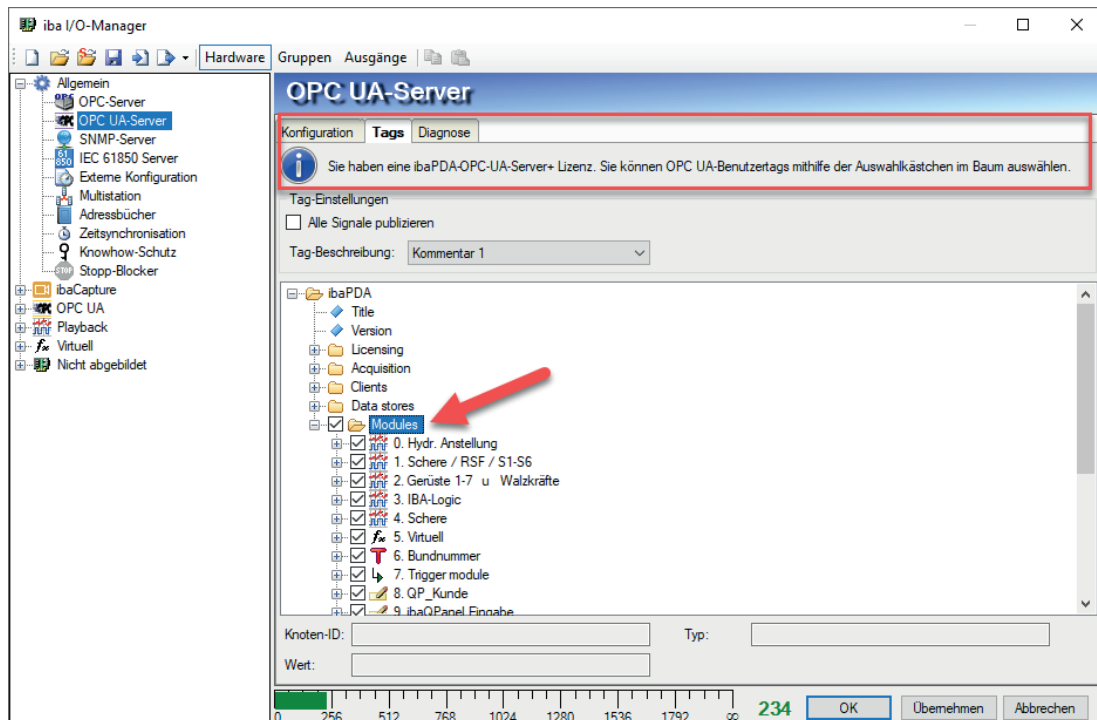 iba I/O-Manager
Hardware Gruppen Ausgänge
Allgemein
OPC-Server
OPC UA-Server
SNMP-Server
IEC 61850 Server
Externe Konfiguration
Multistation
Adressbücher
Zeitsynchronisation
Knowhow-Schutz
Stopp-Blocker
ibaCapture
OPC UA
Playback
Virtuell
Nicht abgebildet
OPC UA-Server
Konfiguration Tags Diagnose
Sie haben eine ibaPDA-OPC-UA-Server+ Lizenz. Sie können OPC UA-Benutzertags mithilfe der Auswahlkästchen im Baum auswählen.
Tag-Einstellungen
Alle Signale publizieren
Tag-Beschreibung: Kommentar 1
ibaPDA
Title
Version
Licensing
Acquisition
Clients
Data stores
Modules
0. Hydr. Anstellung
1. Schere / RSF / S1-S6
2. Gerüste 1-7 u Walzkräfte
3. IBA-Logic
4. Schere
5. Virtuell
6. Bundnummer
7. Trigger module
8. QP_Kunde
9. ibaQPanel Eingabe
Knoten-ID: Typ:
Wert:
0 256 512 768 1024 1280 1536 1792 ∞ 234 OK Übernehmen Abbrechen